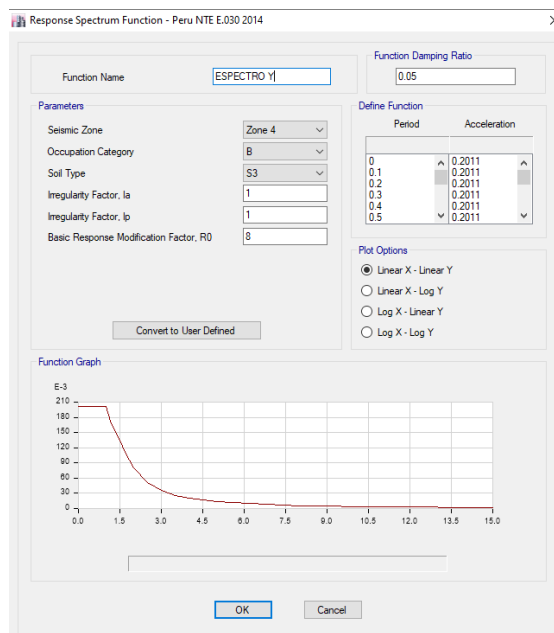 Response Spectrum Function - Peru NTE E.030 2014
Function Name
ESPECTRO Y
Function Damping Ratio
0.05
Parameters
Seismic Zone
Zone 4
Occupation Category
B
Soil Type
S3
Irregularity Factor, Ia
1
Irregularity Factor, Ip
1
Basic Response Modification Factor, R0
8
Convert to User Defined
Define Function
Period Acceleration
0 0.2011
0.1 0.2011
0.2 0.2011
0.3 0.2011
0.4 0.2011
0.5 0.2011
Plot Options
Linear X - Linear Y
Linear X - Log Y
Log X - Linear Y
Log X - Log Y
Function Graph
E-3
210
180
150
120
90
60
30
0
0.0 1.5 3.0 4.5 6.0 7.5 9.0 10.5 12.0 13.5 15.0
OK Cancel